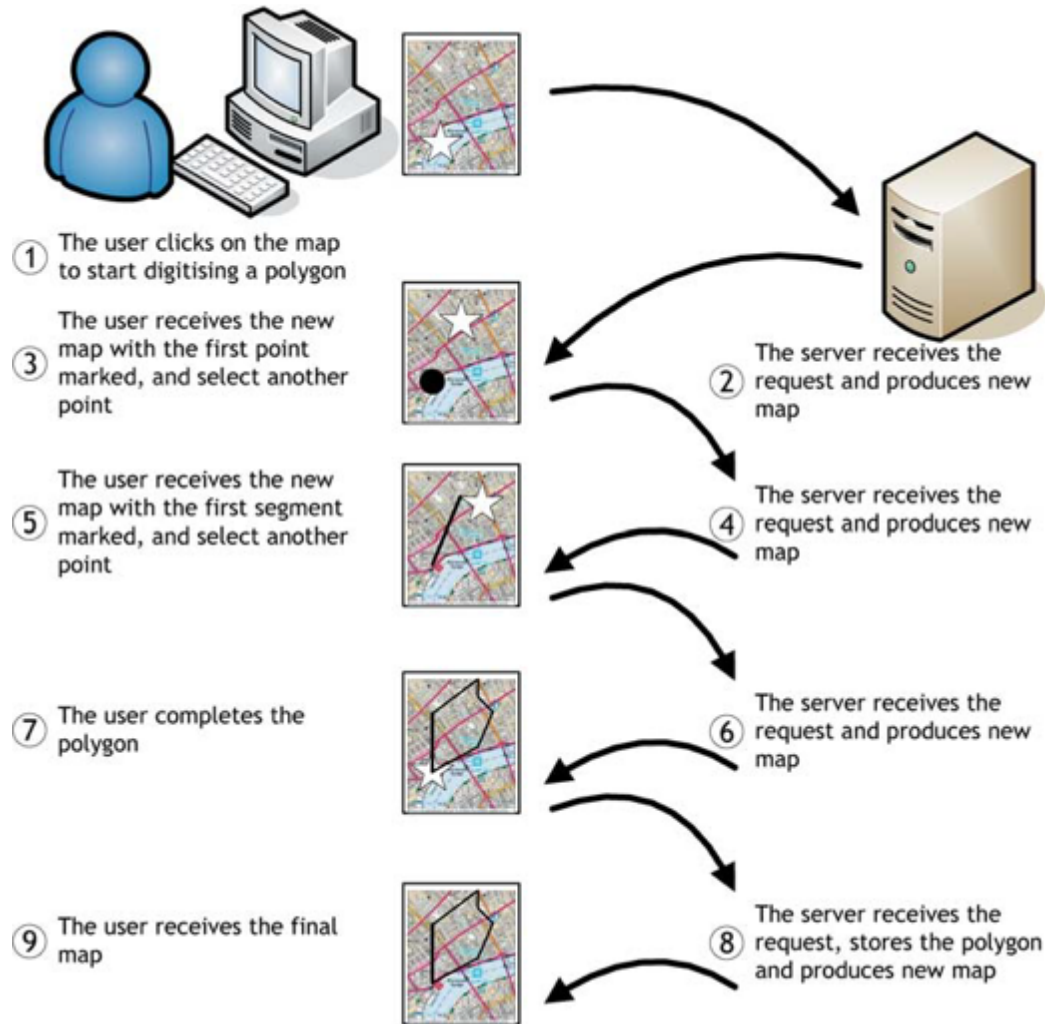 1 The user clicks on the map
to start digitising a polygon
2 The server receives the
request and produces new
map
3 The user receives the new
map with the first point
marked, and select another
point
4 The server receives the
request and produces new
map
5 The user receives the new
map with the first segment
marked, and select another
point
6 The server receives the
request and produces new
map
7 The user completes the
polygon
8 The server receives the
request, stores the polygon
and produces new map
9 The user receives the final
map